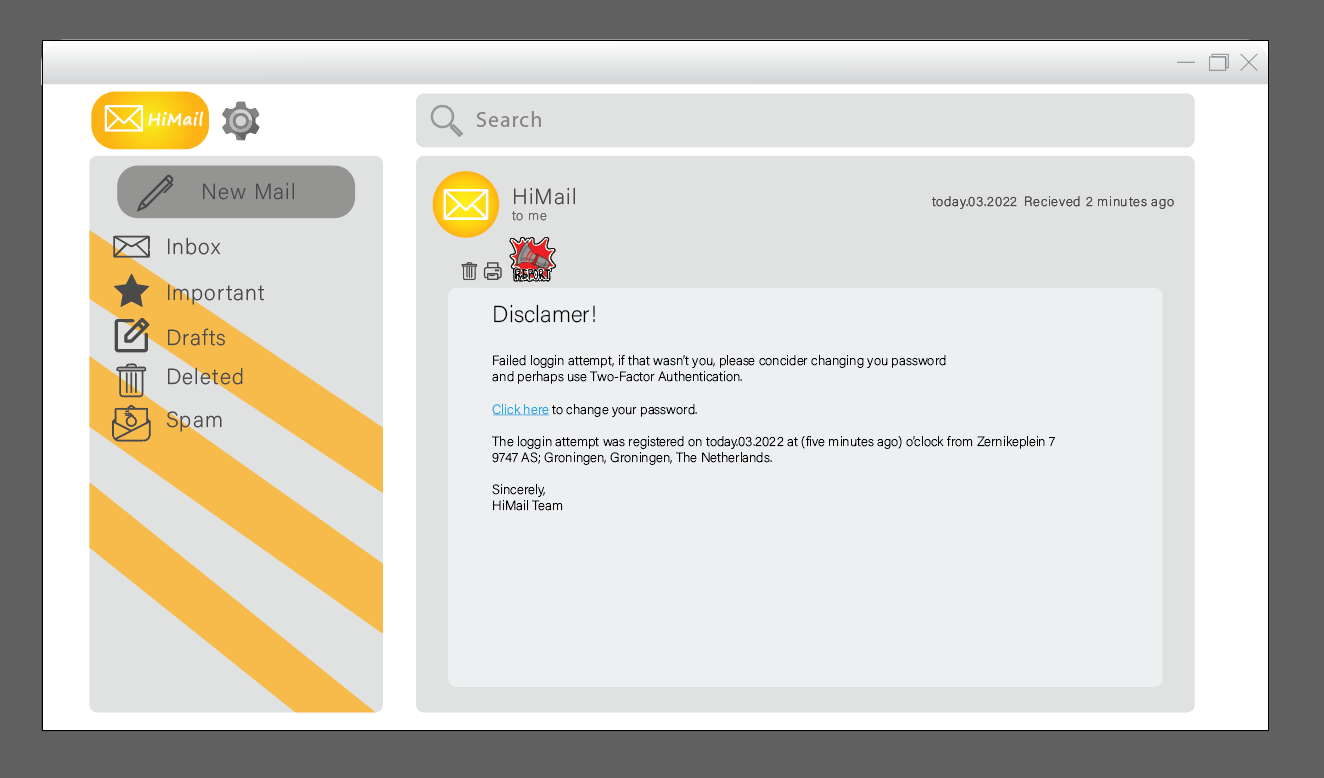 HiMail
Search
New Mail
Inbox
Important
Drafts
Deleted
Spam
HiMail
to me
today.03.2022 Recieved 2 minutes ago
REPORT
Disclamer!
Failed loggin attempt, if that wasn't you, please concider changing you password
and perhaps use Two-Factor Authentication.
Click here to change your password.
The loggin attempt was registered on today.03.2022 at (five minutes ago) o'clock from Zernikeplein 7
9747 AS; Groningen, Groningen, The Netherlands.
Sincerely,
HiMail Team